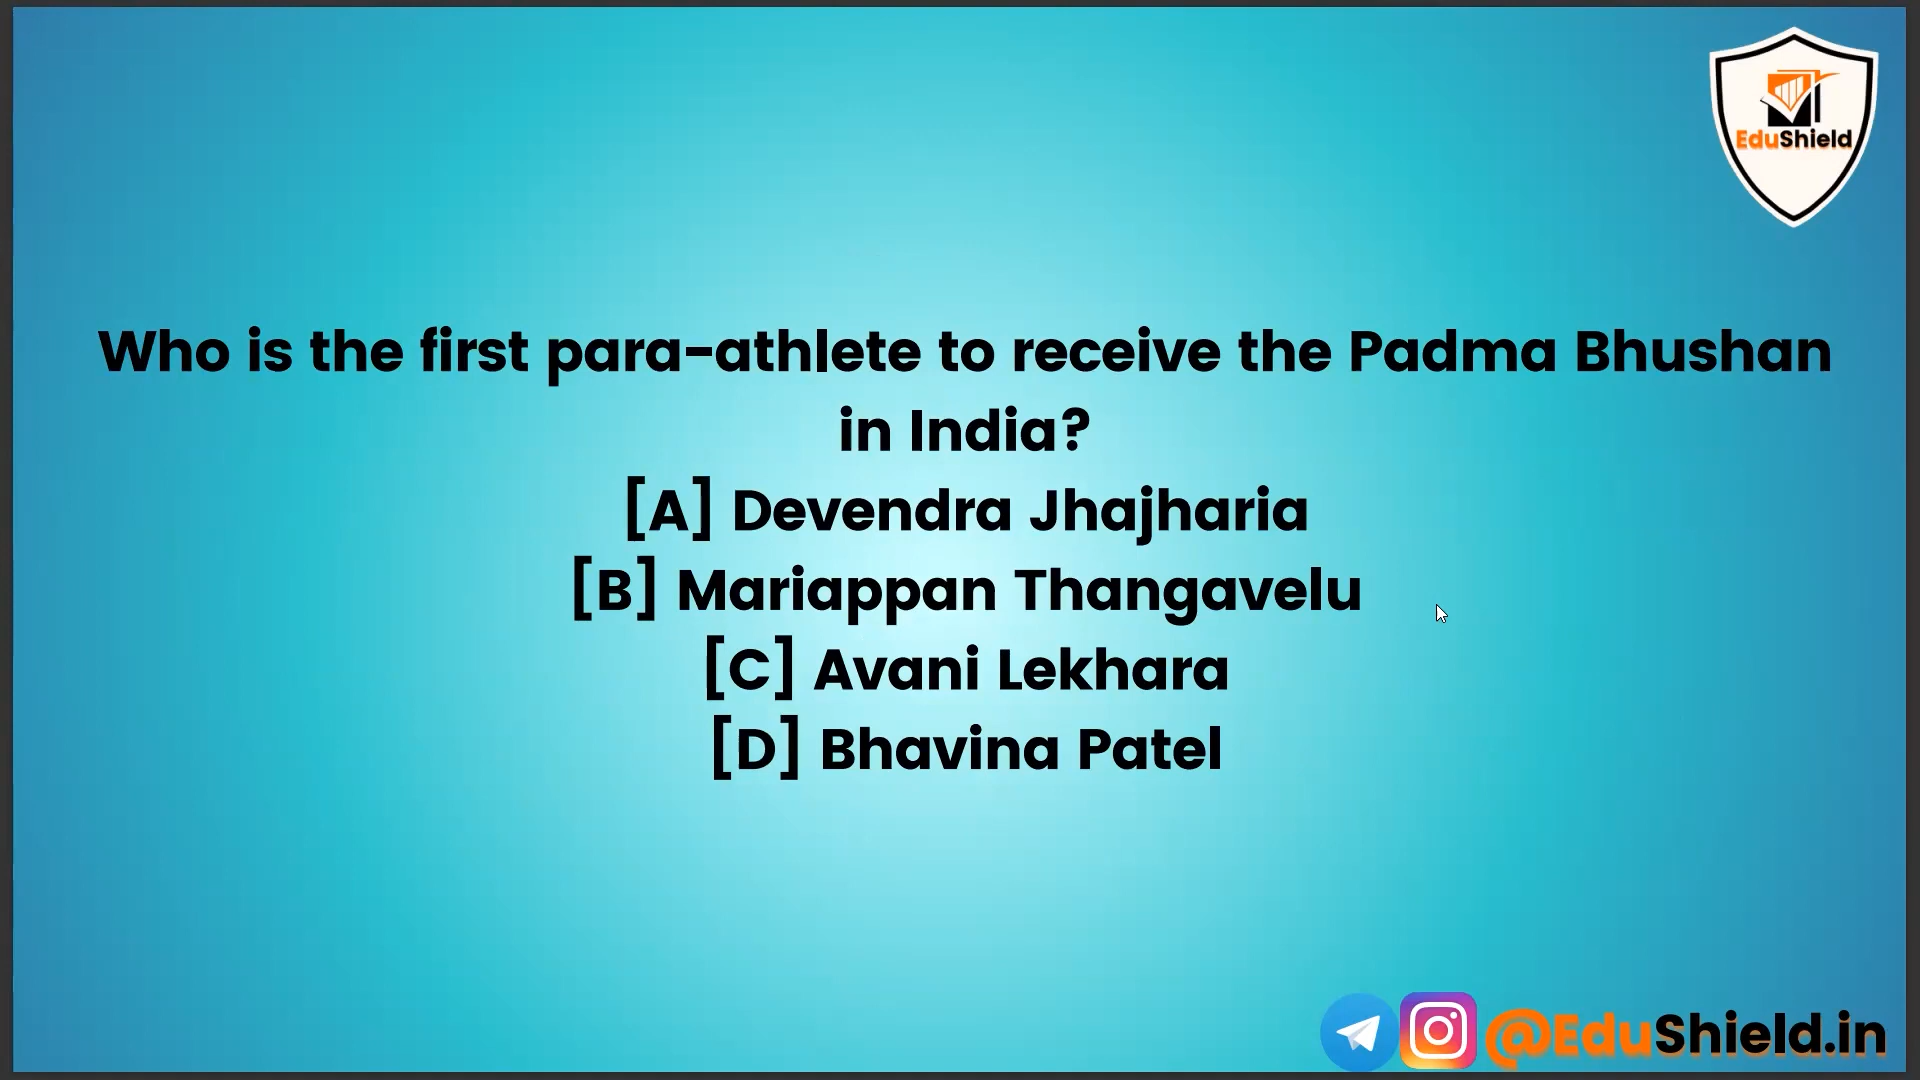 EduShield
Who is the first para-athlete to receive the Padma Bhushan
in India?
[A] Devendra Jhajharia
[B] Mariappan Thangavelu
[C] Avani Lekhara
[D] Bhavina Patel
@EduShield.in